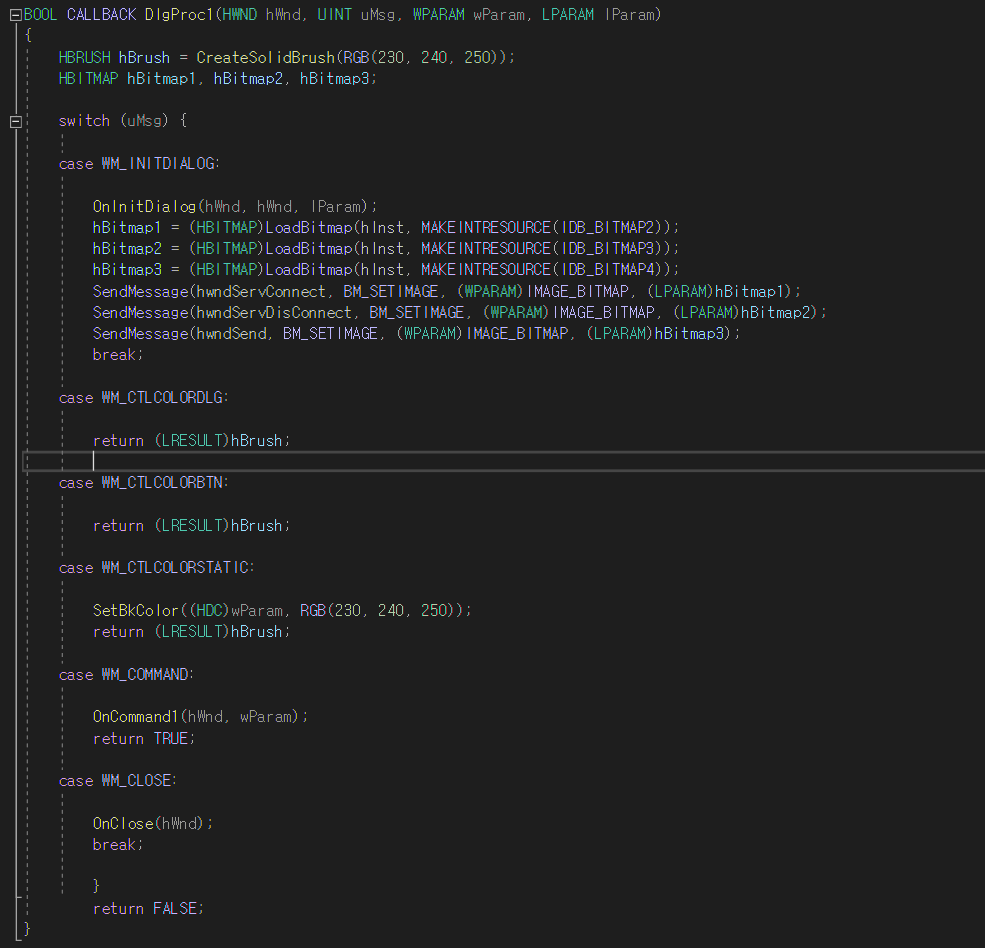 BOOL CALLBACK DlgProc1(HWND hWnd, UINT uMsg, WPARAM wParam, LPARAM lParam)
{
HBRUSH hBrush = CreateSolidBrush(RGB(230, 240, 250));
HBITMAP hBitmap1, hBitmap2, hBitmap3;
switch (uMsg) {
case WM_INITDIALOG:
OnInitDialog(hWnd, hWnd, lParam);
hBitmap1 = (HBITMAP)LoadBitmap(hInst, MAKEINTRESOURCE(IDB_BITMAP2));
hBitmap2 = (HBITMAP)LoadBitmap(hInst, MAKEINTRESOURCE(IDB_BITMAP3));
hBitmap3 = (HBITMAP)LoadBitmap(hInst, MAKEINTRESOURCE(IDB_BITMAP4));
SendMessage(hwndServConnect, BM_SETIMAGE, (WPARAM)IMAGE_BITMAP, (LPARAM)hBitmap1);
SendMessage(hwndServDisConnect, BM_SETIMAGE, (WPARAM)IMAGE_BITMAP, (LPARAM)hBitmap2);
SendMessage(hwndSend, BM_SETIMAGE, (WPARAM)IMAGE_BITMAP, (LPARAM)hBitmap3);
break;
case WM_CTLCOLORDLG:
return (LRESULT)hBrush;
case WM_CTLCOLORBTN:
return (LRESULT)hBrush;
case WM_CTLCOLORSTATIC:
SetBkColor((HDC)wParam, RGB(230, 240, 250));
return (LRESULT)hBrush;
case WM_COMMAND:
OnCommand1(hWnd, wParam);
return TRUE;
case WM_CLOSE:
OnClose(hWnd);
break;
}
return FALSE;
}